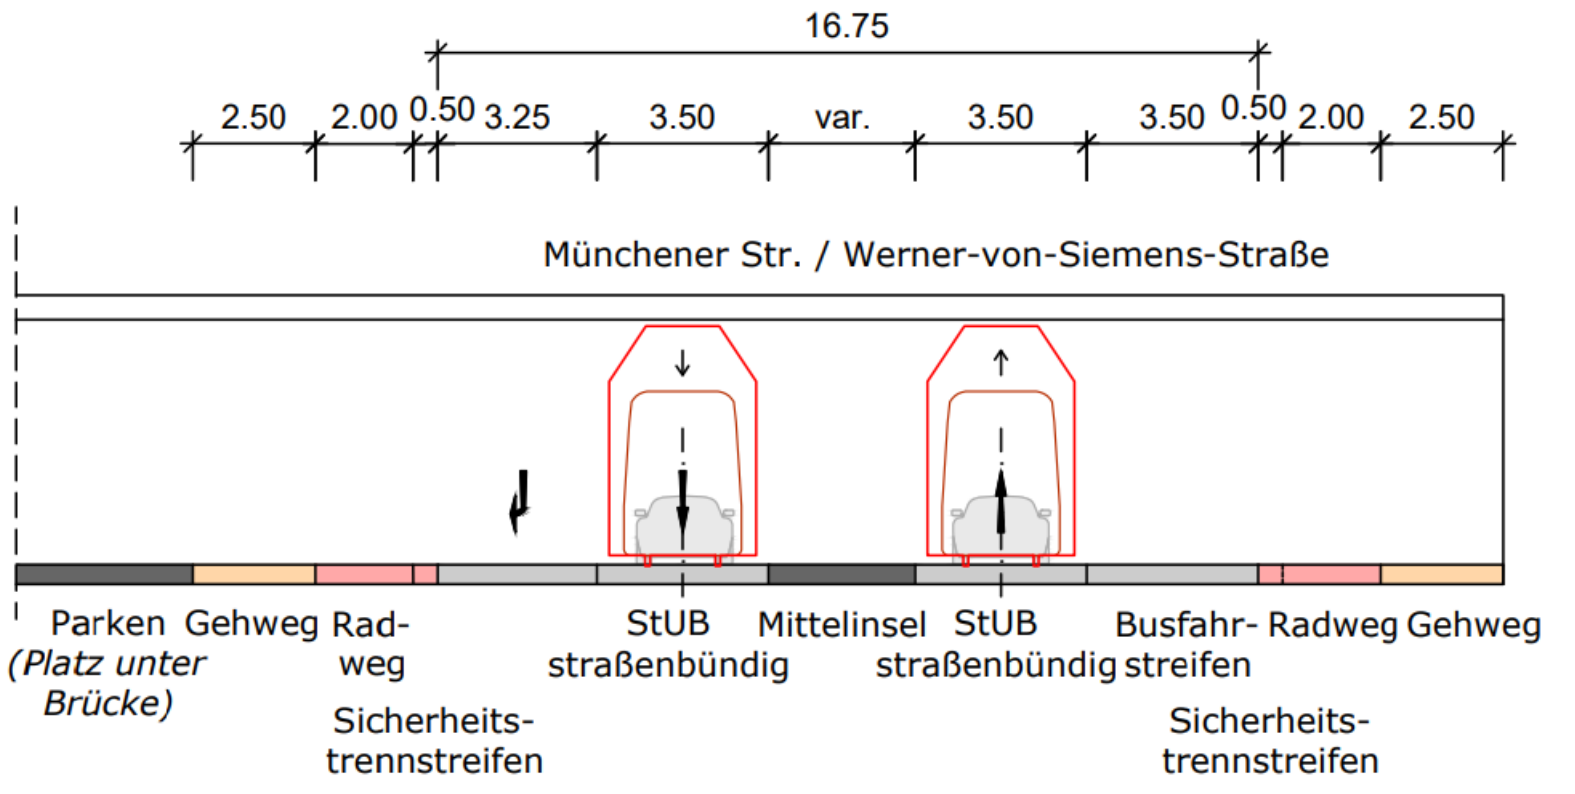 16.75
2.50 2.00 0.50 3.25 3.50 var. 3.50 3.50 0.50 2.00 2.50
Münchener Str. / Werner-von-Siemens-Straße
Parken Gehweg Rad- StUB Mittelinsel StUB Busfahr- Radweg Gehweg
(Platz unter weg straßenbündig straßenbündig streifen
Brücke)
Sicherheits- Sicherheits-
trennstreifen trennstreifen